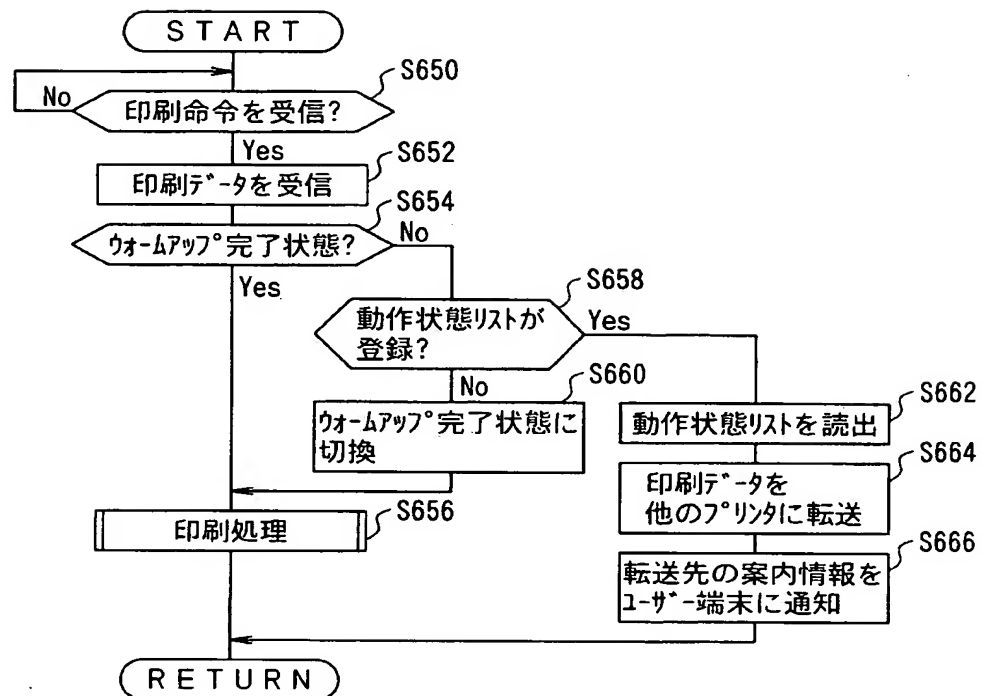 START
S650
No
印刷命令を受信?
Yes
S652
印刷ﾃﾞｰﾀを受信
S654
ｳｫｰﾑｱｯﾌﾟ完了状態?
No
Yes
S658
動作状態ﾘｽﾄが
登録?
Yes
No
S660
ｳｫｰﾑｱｯﾌﾟ完了状態に
切換
S662
動作状態ﾘｽﾄを読出
S664
印刷ﾃﾞｰﾀを
他のﾌﾟﾘﾝﾀに転送
S656
印刷処理
S666
転送先の案内情報を
ﾕｰｻﾞｰ端末に通知
RETURN